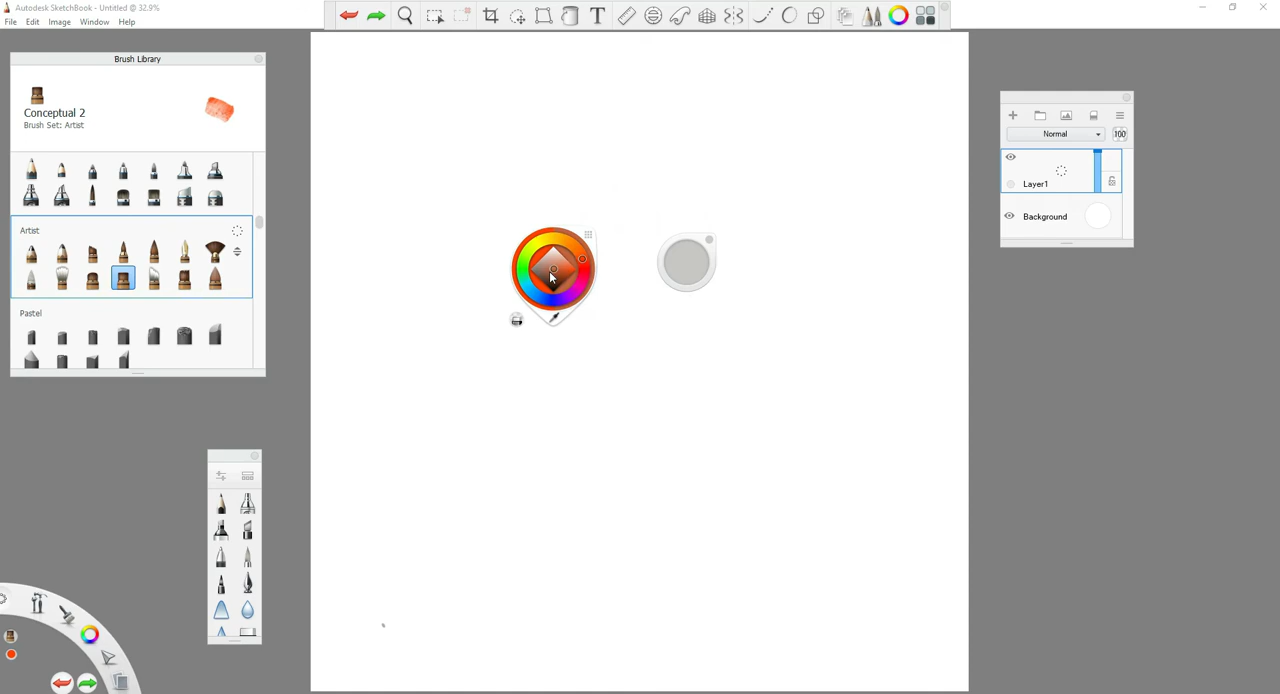 Autodesk SketchBook - Untitled @ 32.9%
File Edit Image Window Help
T
Brush Library
Conceptual 2
Brush Set: Artist
Artist
Pastel
Normal 100
Layer1
Background